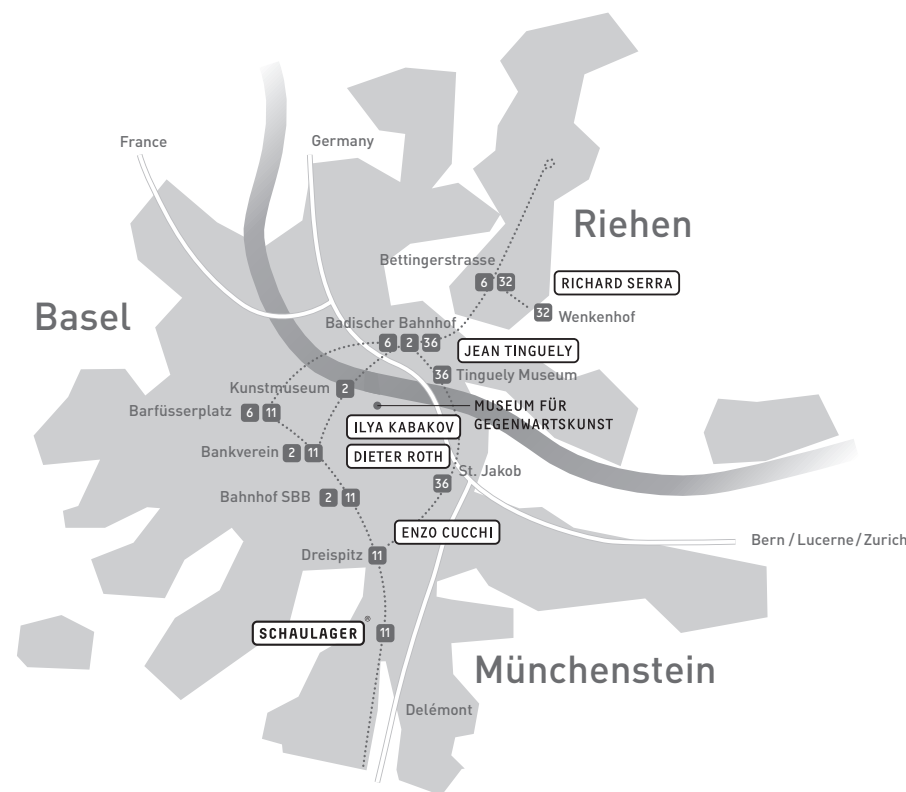 France
Germany
Riehen
Bettingerstrasse
6 32
RICHARD SERRA
32 Wenkenhof
Basel
Badischer Bahnhof
6 2 36
JEAN TINGUELY
36 Tinguely Museum
Kunstmuseum 2
MUSEUM FÜR
GEGENWARTSKUNST
Barfüsserplatz 6 11
ILYA KABAKOV
Bankverein 2 11
DIETER ROTH
St. Jakob
36
Bahnhof SBB 2 11
ENZO CUCCHI
Bern / Lucerne / Zurich
Dreispitz 11
SCHAULAGER® 11
Münchenstein
Delémont